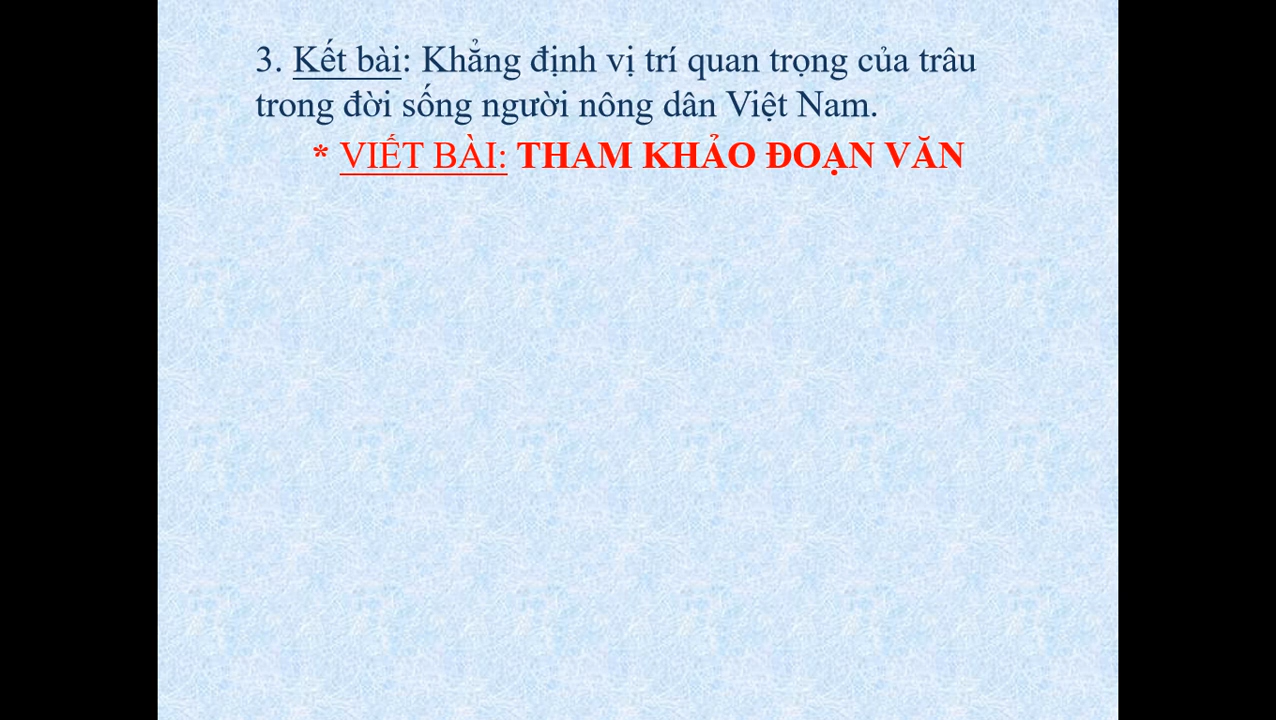 3. Kết bài: Khẳng định vị trí quan trọng của trâu
trong đời sống người nông dân Việt Nam.
* VIẾT BÀI: THAM KHẢO ĐOẠN VĂN